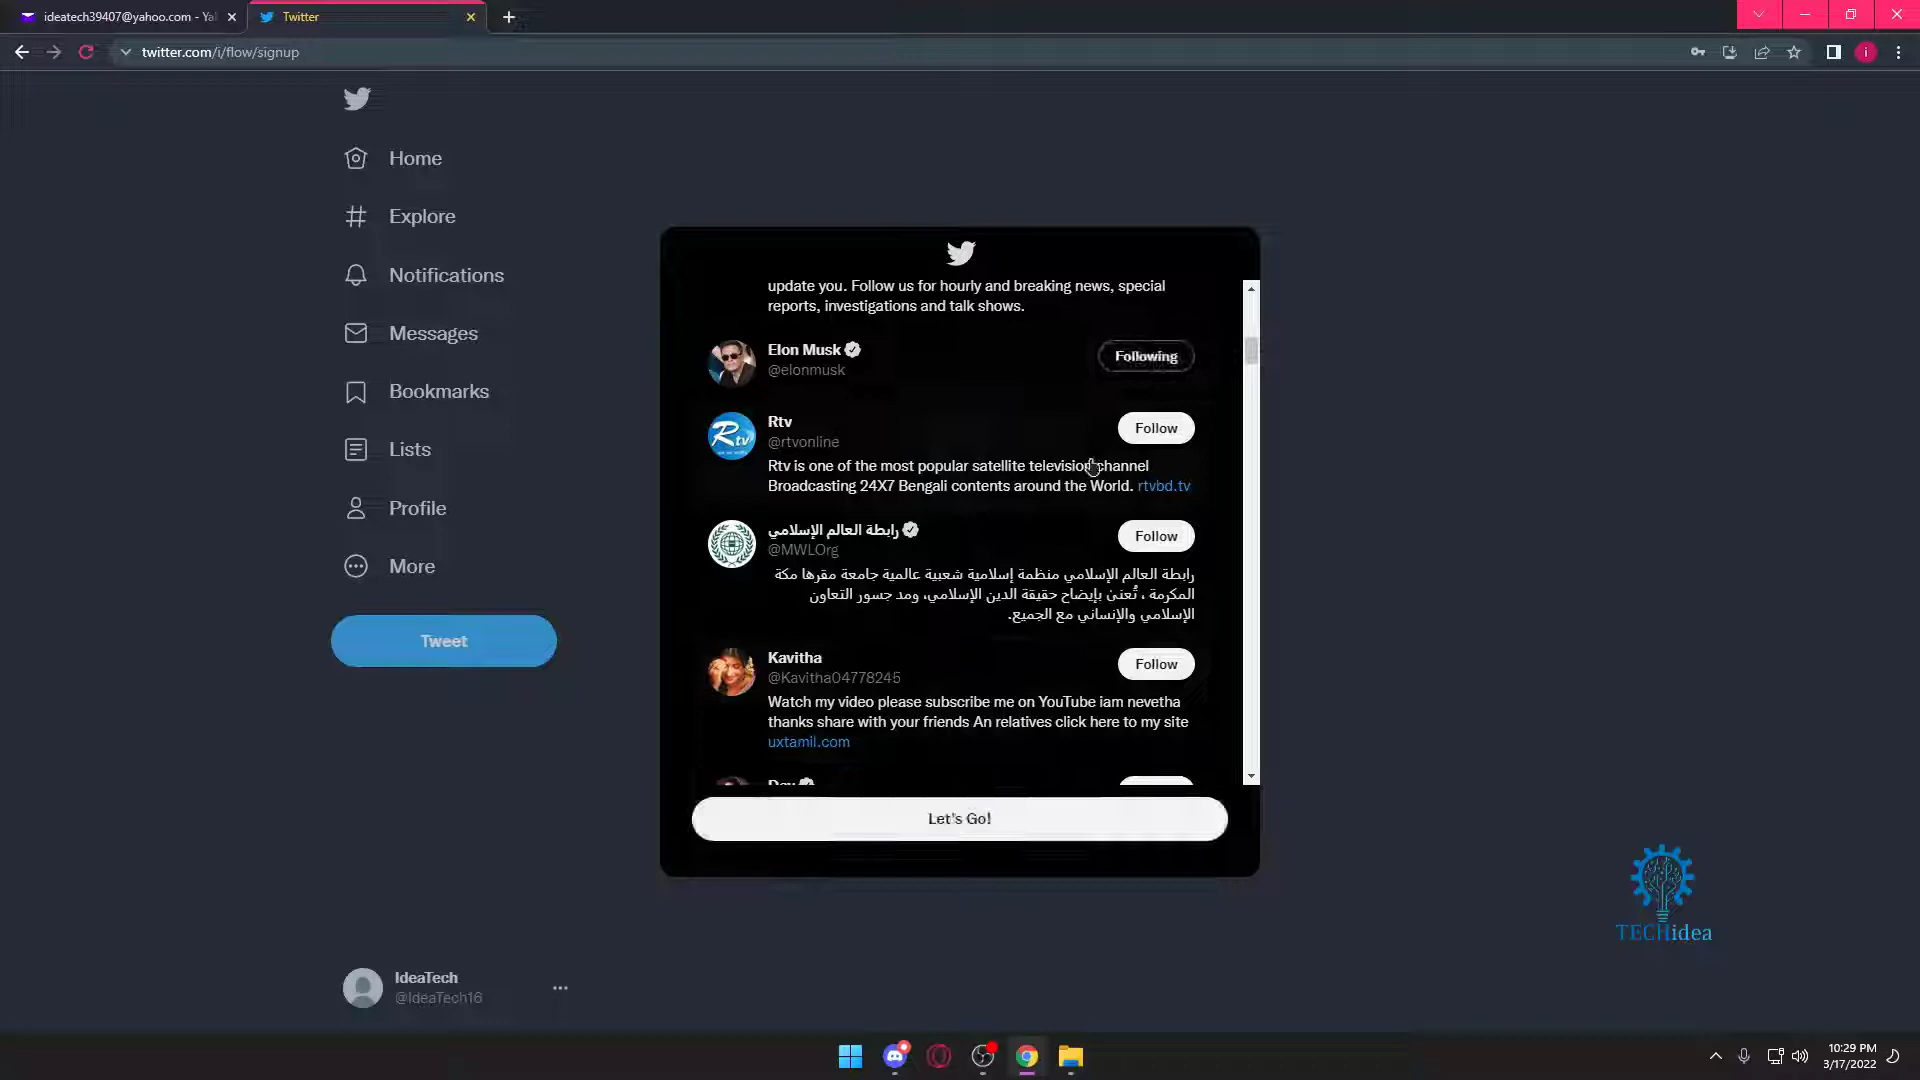 ideatech39407@yahoo.com - Ya
Twitter
twitter.com/i/flow/signup
i
Home
Explore
Notifications
Messages
Bookmarks
Lists
Profile
More
Tweet
update you. Follow us for hourly and breaking news, special
reports, investigations and talk shows.
Elon Musk
@elonmusk
Following
Rtv
@rtvonline
Follow
Rtv is one of the most popular satellite television channel
Broadcasting 24X7 Bengali contents around the World. rtvbd.tv
رابطة العالم الإسلامي
@MWLOrg
Follow
رابطة العالم الإسلامي منظمة إسلامية شعبية عالمية جامعة مقرها مكة
المكرمة ، تُعنىٰ بإيضاح حقيقة الدين الإسلامي، ومد جسور التعاون
الإسلامي والإنساني مع الجميع.
Kavitha
@Kavitha04778245
Follow
Watch my video please subscribe me on YouTube iam nevetha
thanks share with your friends An relatives click here to my site
uxtamil.com
Let's Go!
IdeaTech
@IdeaTech16
TECHidea
10:29 PM
3/17/2022